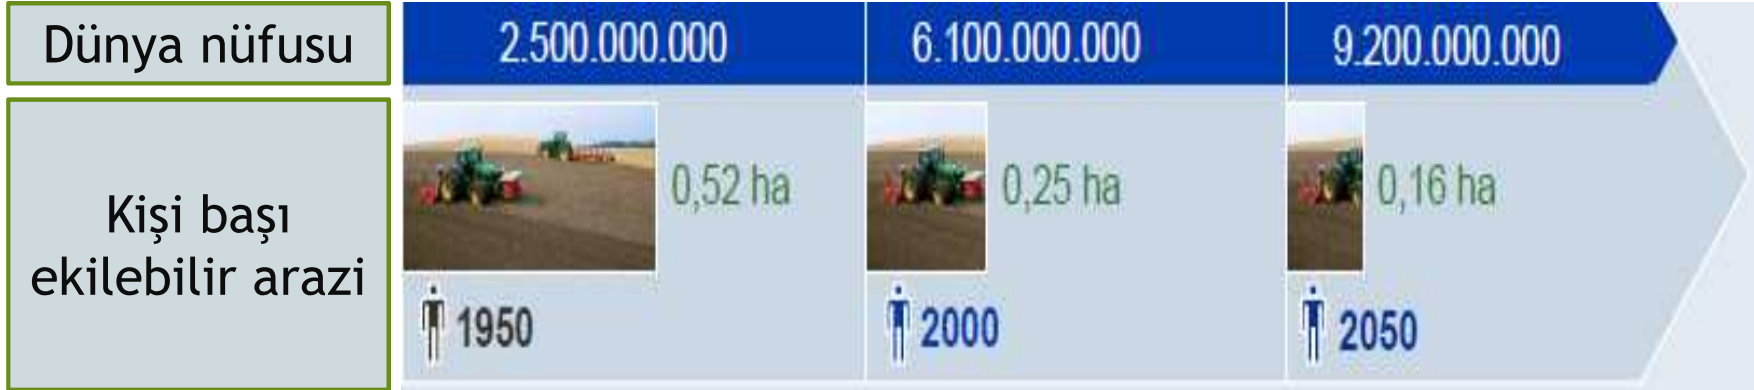 Dünya nüfusu
2.500.000.000
6.100.000.000
9.200.000.000
Kişi başı
ekilebilir arazi
0,52 ha
0,25 ha
0,16 ha
1950
2000
2050